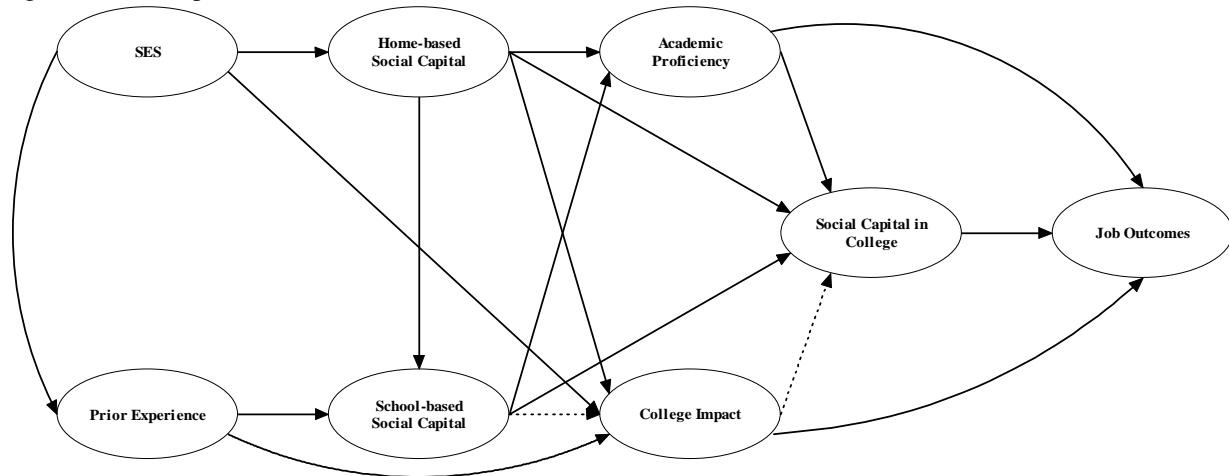 SES
Home-based
Social Capital
Academic
Proficiency
Social Capital in
College
Job Outcomes
Prior Experience
School-based
Social Capital
College Impact